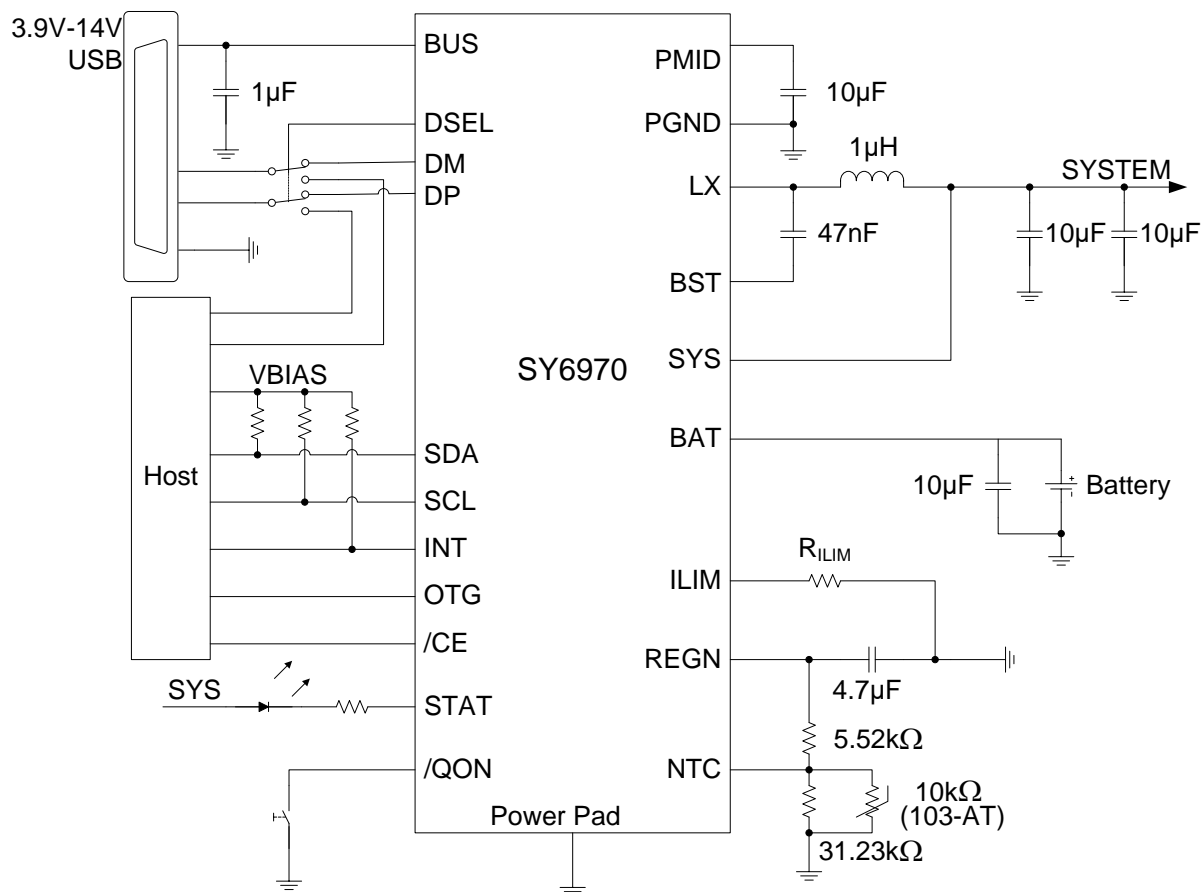 3.9V-14V
USB
BUS
1µF
DSEL
DM
DP
PMID
10µF
PGND
1µH
LX
SYSTEM
47nF
10µF
10µF
BST
SY6970
SYS
VBIAS
BAT
10µF
Battery
Host
SDA
SCL
INT
OTG
/CE
RILIM
ILIM
REGN
4.7µF
SYS
STAT
5.52kΩ
/QON
NTC
10kΩ
(103-AT)
31.23kΩ
Power Pad